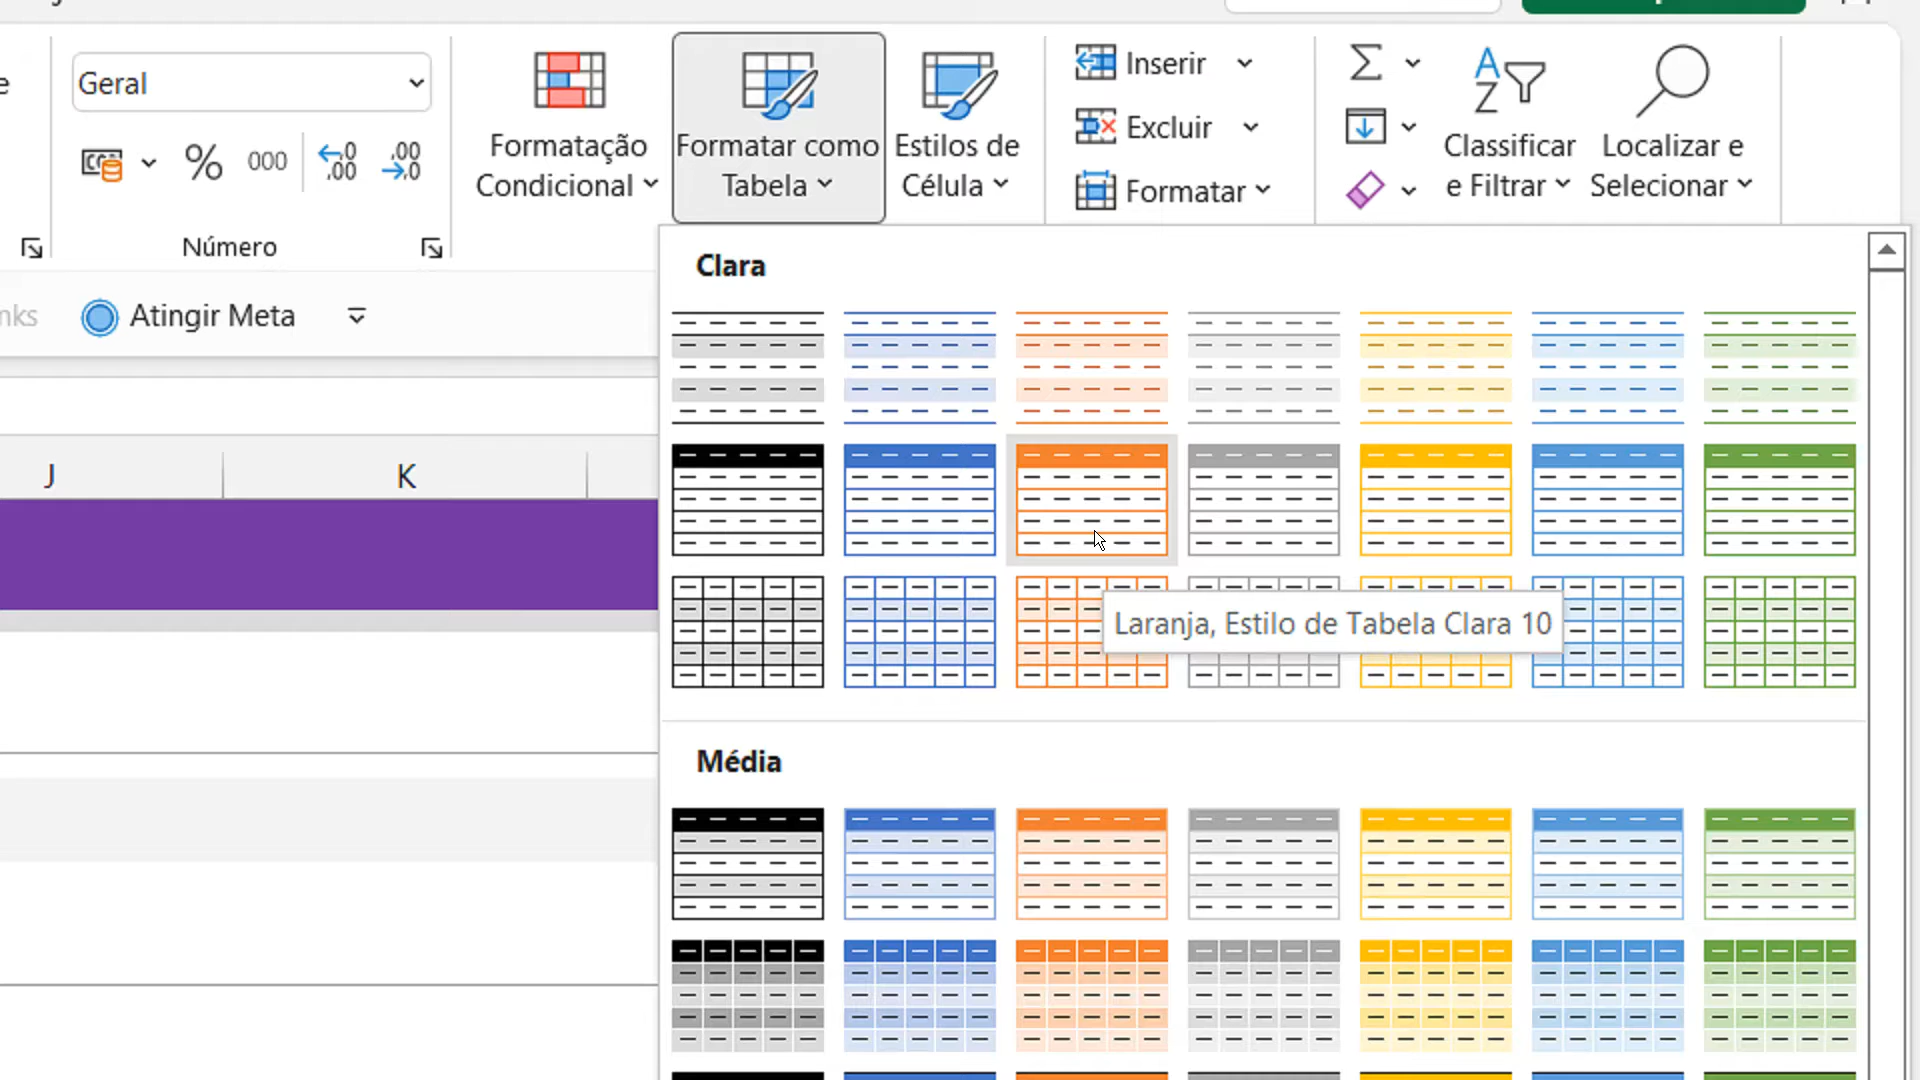 Geral
%
000
Número
Formatação
Condicional
Formatar como
Tabela
Estilos de
Célula
Inserir
Excluir
Formatar
Classificar
e Filtrar
Localizar e
Selecionar
nks
Atingir Meta
Clara
J
K
Laranja, Estilo de Tabela Clara 10
Média